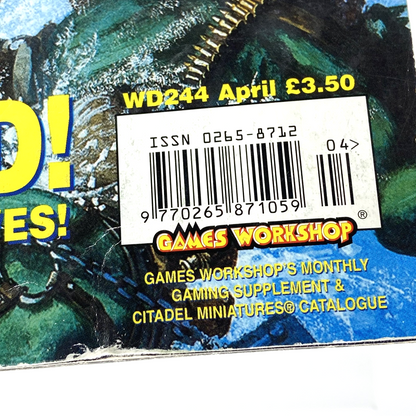 WD244 April £3.50
ISSN 0265-8712
04>
9 770265 871059
D!
ES!
GAMES WORKSHOP®
GAMES WORKSHOP'S MONTHLY
GAMING SUPPLEMENT &
CITADEL MINIATURES® CATALOGUE